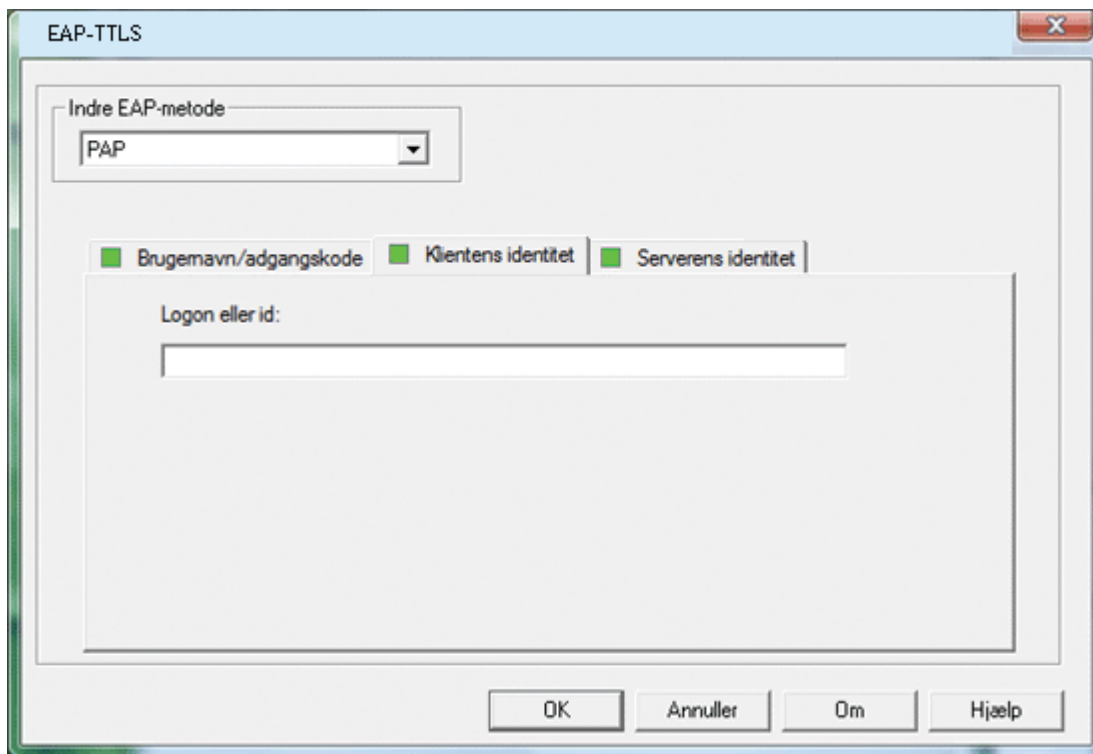 EAP-TTLS
Indre EAP-metode
PAP
Brugernavn/adgangskode Klientens identitet Serverens identitet
Logon eller id:
OK Annuller Om Hjælp